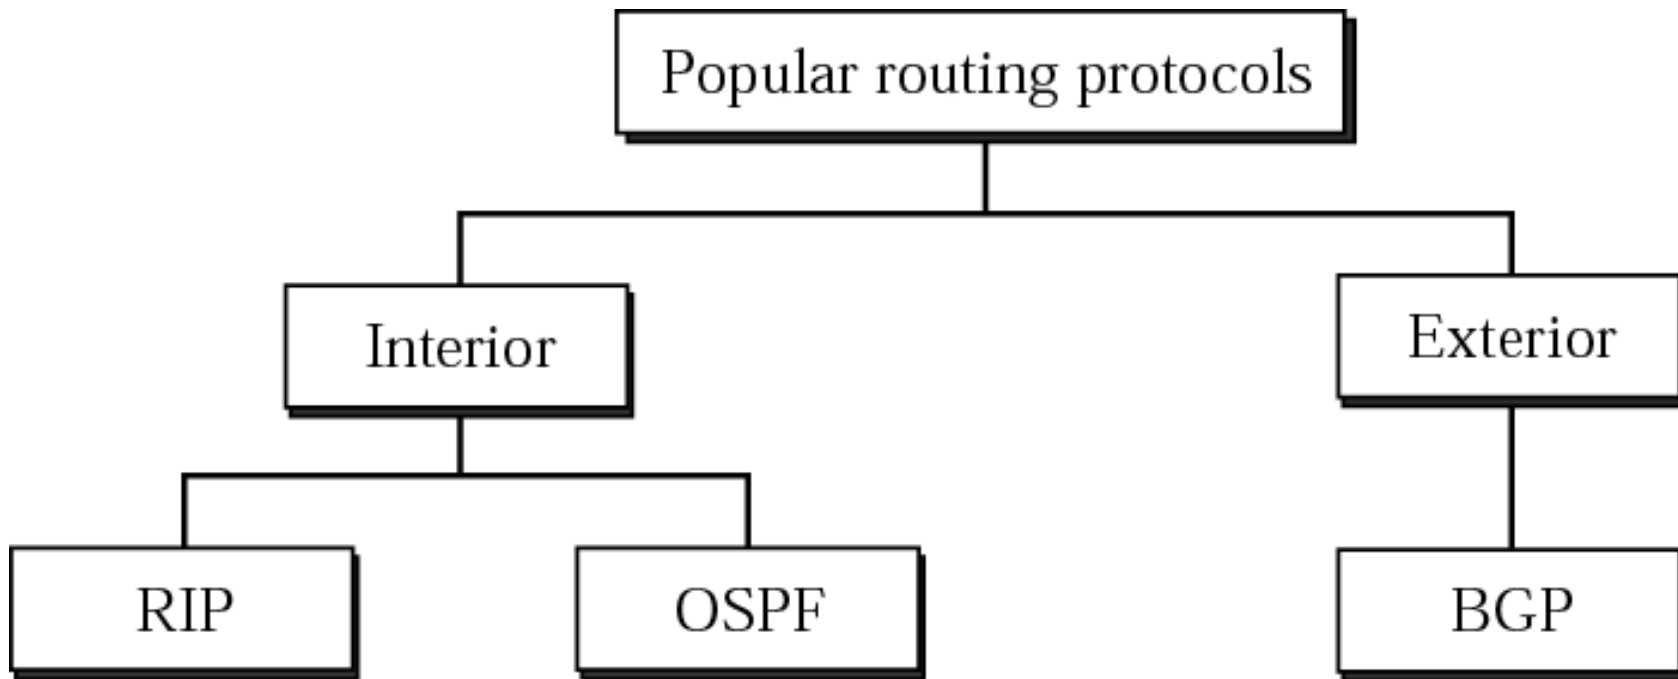 Popular routing protocols
Interior
Exterior
RIP
OSPF
BGP